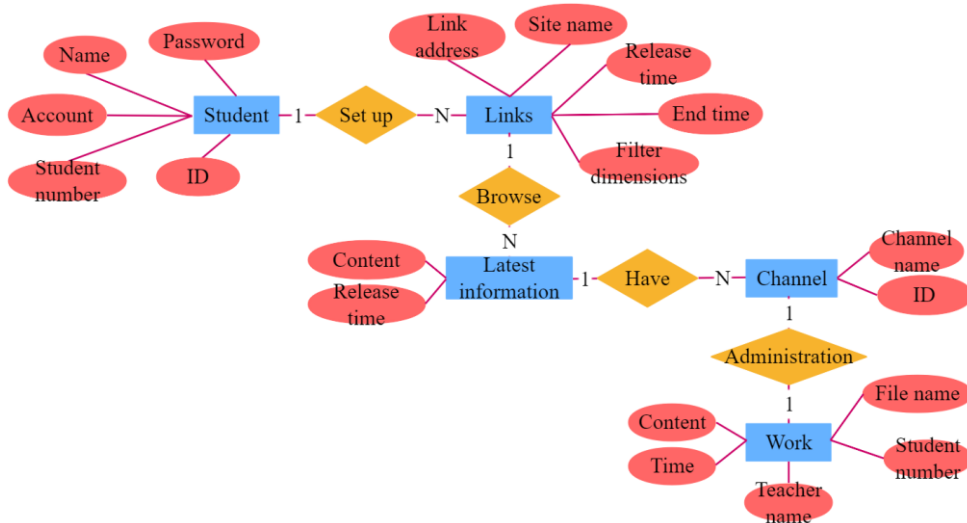 Password
Name
Account
Student
number
ID
Student
1
Set up
N
Links
Link
address
Site name
Release
time
End time
Filter
dimensions
1
Browse
N
Content
Release
time
Latest
information
1
Have
N
Channel
Channel
name
ID
1
Administration
1
Work
Content
Time
Teacher
name
File name
Student
number